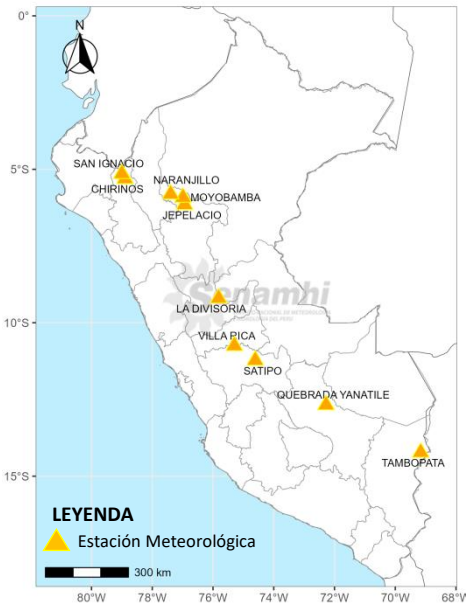 0°
N
5°S
SAN IGNACIO
CHIRINOS
NARANJILLO
MOYOBAMBA
JEPELACIO
Senamhi
LA DIVISORIA
10°S
VILLA RICA
SATIPO
QUEBRADA YANATILE
TAMBOPATA
15°S
LEYENDA
Estación Meteorológica
300 km
80°W 78°W 76°W 74°W 72°W 70°W 68°W